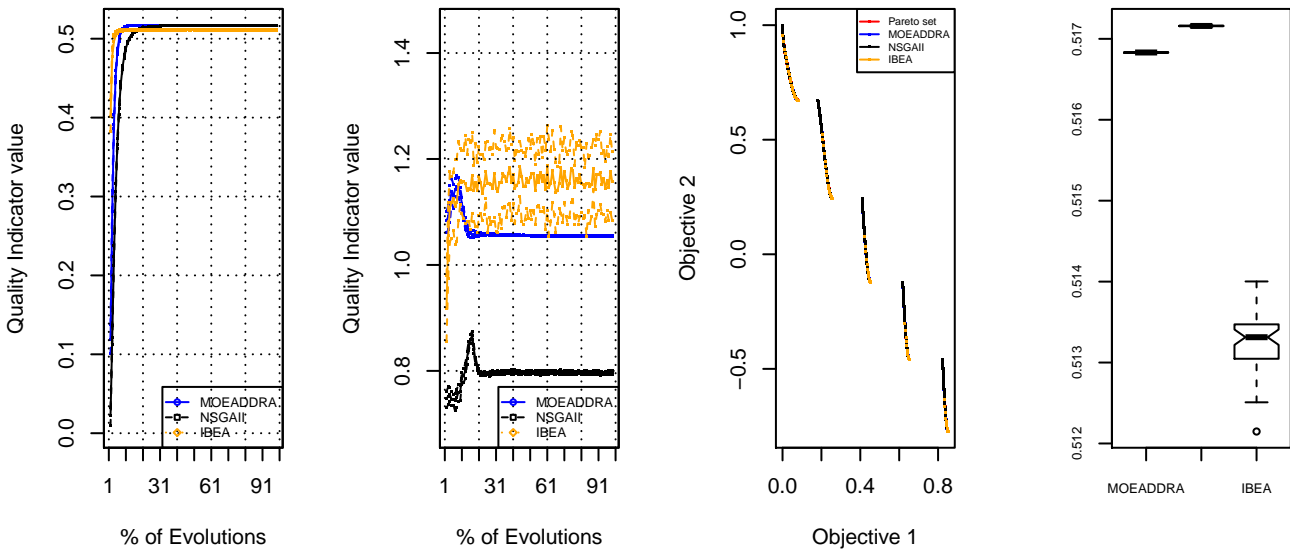 Quality Indicator value
0.0
0.1
0.2
0.3
0.4
0.5
MOEADDRA
NSGAII
IBEA
1
31
61
91
% of Evolutions
Quality Indicator value
0.8
1.0
1.2
1.4
MOEADDRA
NSGAII
IBEA
1
31
61
91
% of Evolutions
Objective 2
−0.5
0.0
0.5
1.0
Pareto set
MOEADDRA
NSGAII
IBEA
0.0
0.4
0.8
Objective 1
0.512
0.513
0.514
0.515
0.516
0.517
MOEADDRA
IBEA